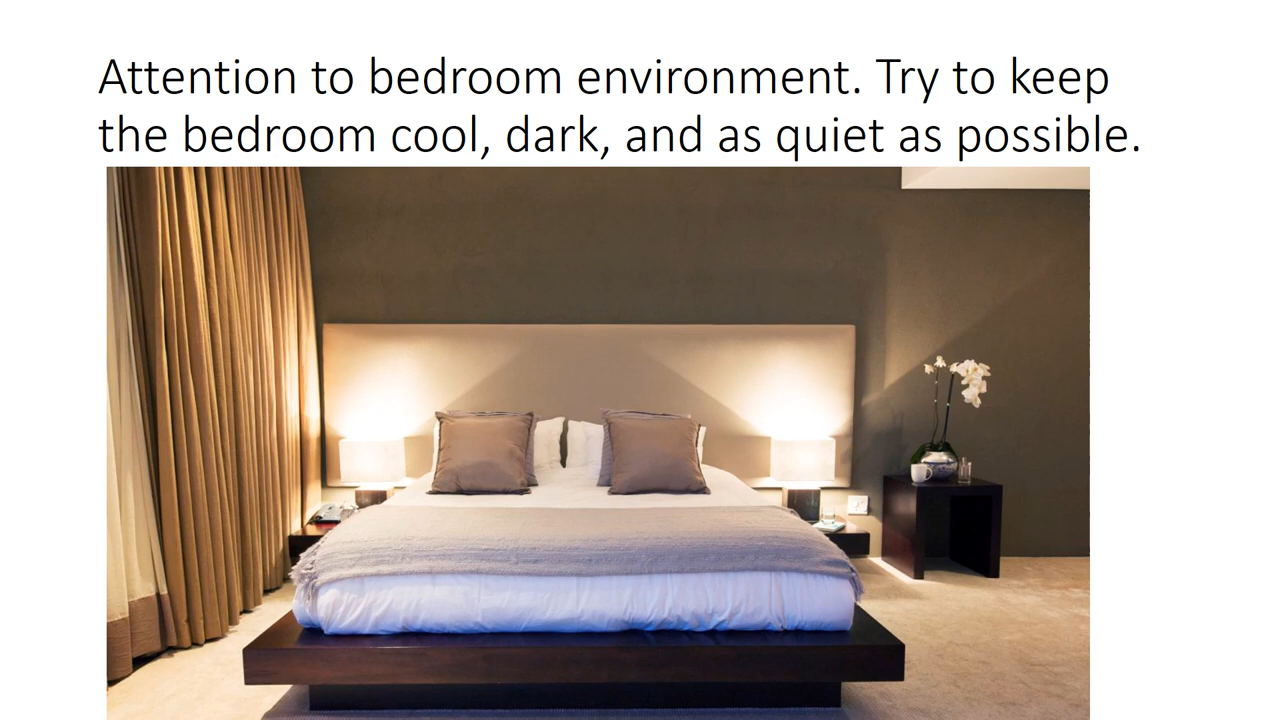 Attention to bedroom environment. Try to keep
the bedroom cool, dark, and as quiet as possible.